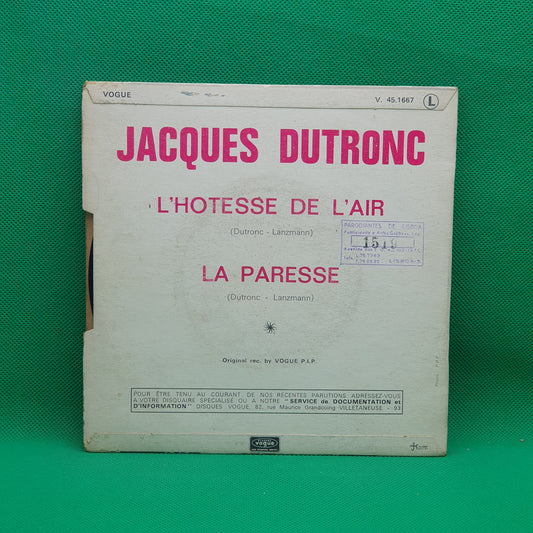 VOGUE
V. 45.1667 L
JACQUES DUTRONC
L'HOTESSE DE L'AIR
(Dutronc - Lanzmann)
PARODIANTES DE LISBOA
1519
LA PARESSE
(Dutronc - Lanzmann)
Original rec. by VOGUE P.I.P.
POUR ÊTRE TENU AU COURANT DE NOS RÉCENTES PARUTIONS ADRESSEZ-VOUS
A VOTRE DISQUAIRE SPÉCIALISÉ OU A NOTRE "SERVICE de DOCUMENTATION et
D'INFORMATION" DISQUES VOGUE, 82, rue Maurice Grandcoing VILLETANEUSE - 93
vogue